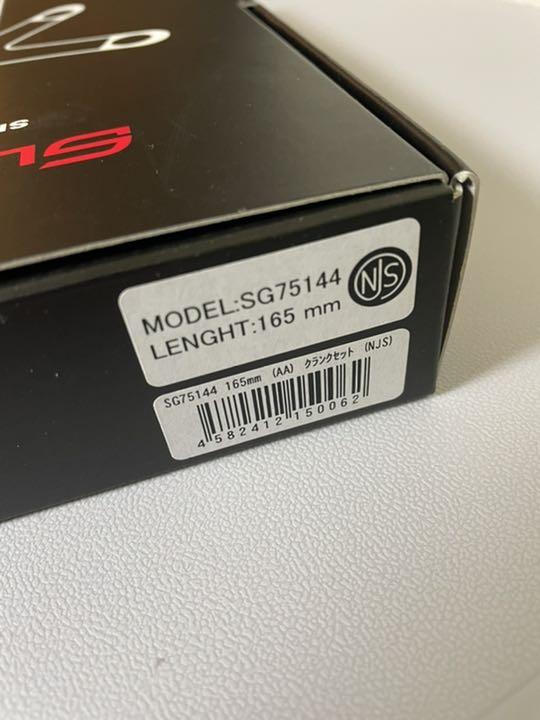 SL
MODEL:SG75144
NJS
LENGHT:165 mm
SG75144 165mm (AA) クランクセット (NJS)
4 582412 150062